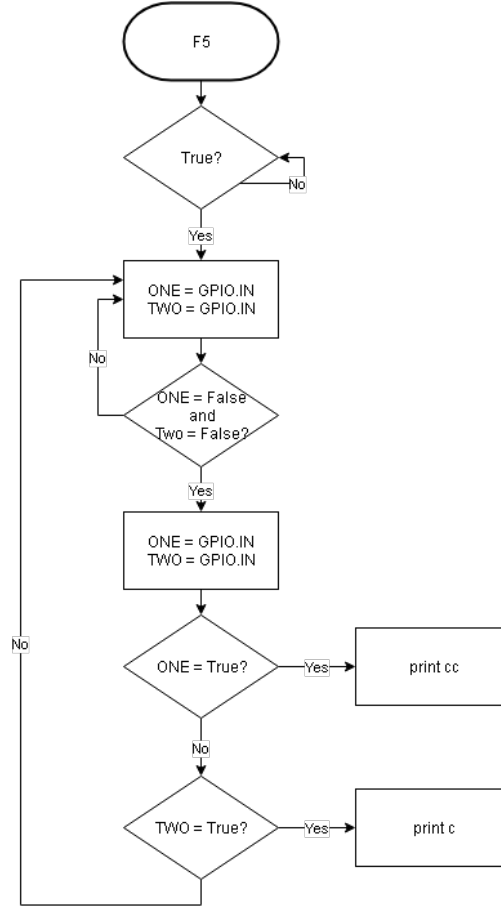 F5
True?
No
Yes
ONE = GPIO.IN
TWO = GPIO.IN
No
ONE = False
and
Two = False?
Yes
ONE = GPIO.IN
TWO = GPIO.IN
No
ONE = True?
Yes
print cc
No
TWO = True?
Yes
print c